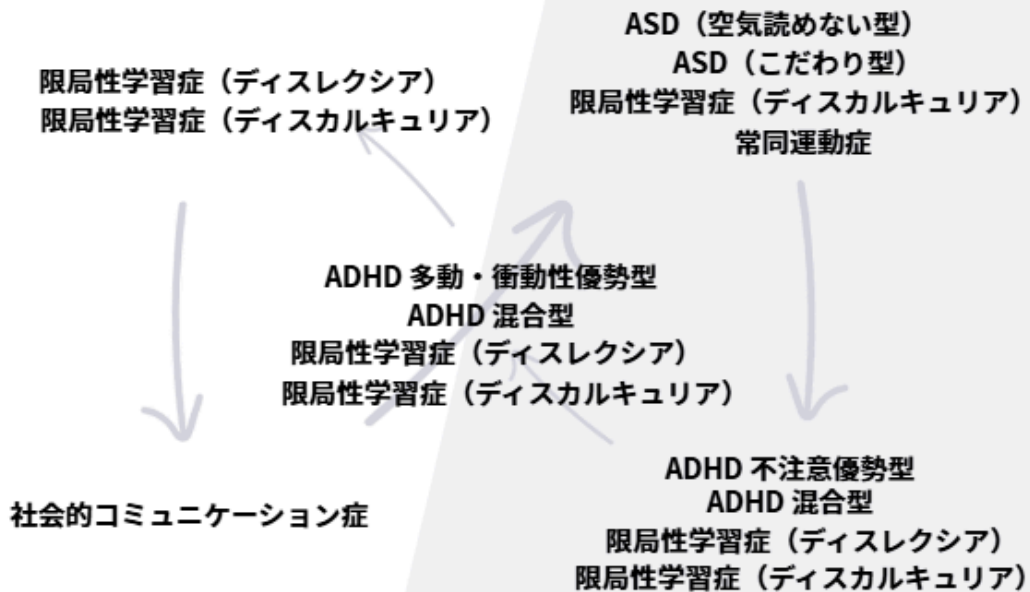 限局性学習症（ディスレクシア）
限局性学習症（ディスカルキュリア）
ASD（空気読めない型）
ASD（こだわり型）
限局性学習症（ディスカルキュリア）
常同運動症
ADHD 多動・衝動性優勢型
ADHD 混合型
限局性学習症（ディスレクシア）
限局性学習症（ディスカルキュリア）
社会的コミュニケーション症
ADHD 不注意優勢型
ADHD 混合型
限局性学習症（ディスレクシア）
限局性学習症（ディスカルキュリア）